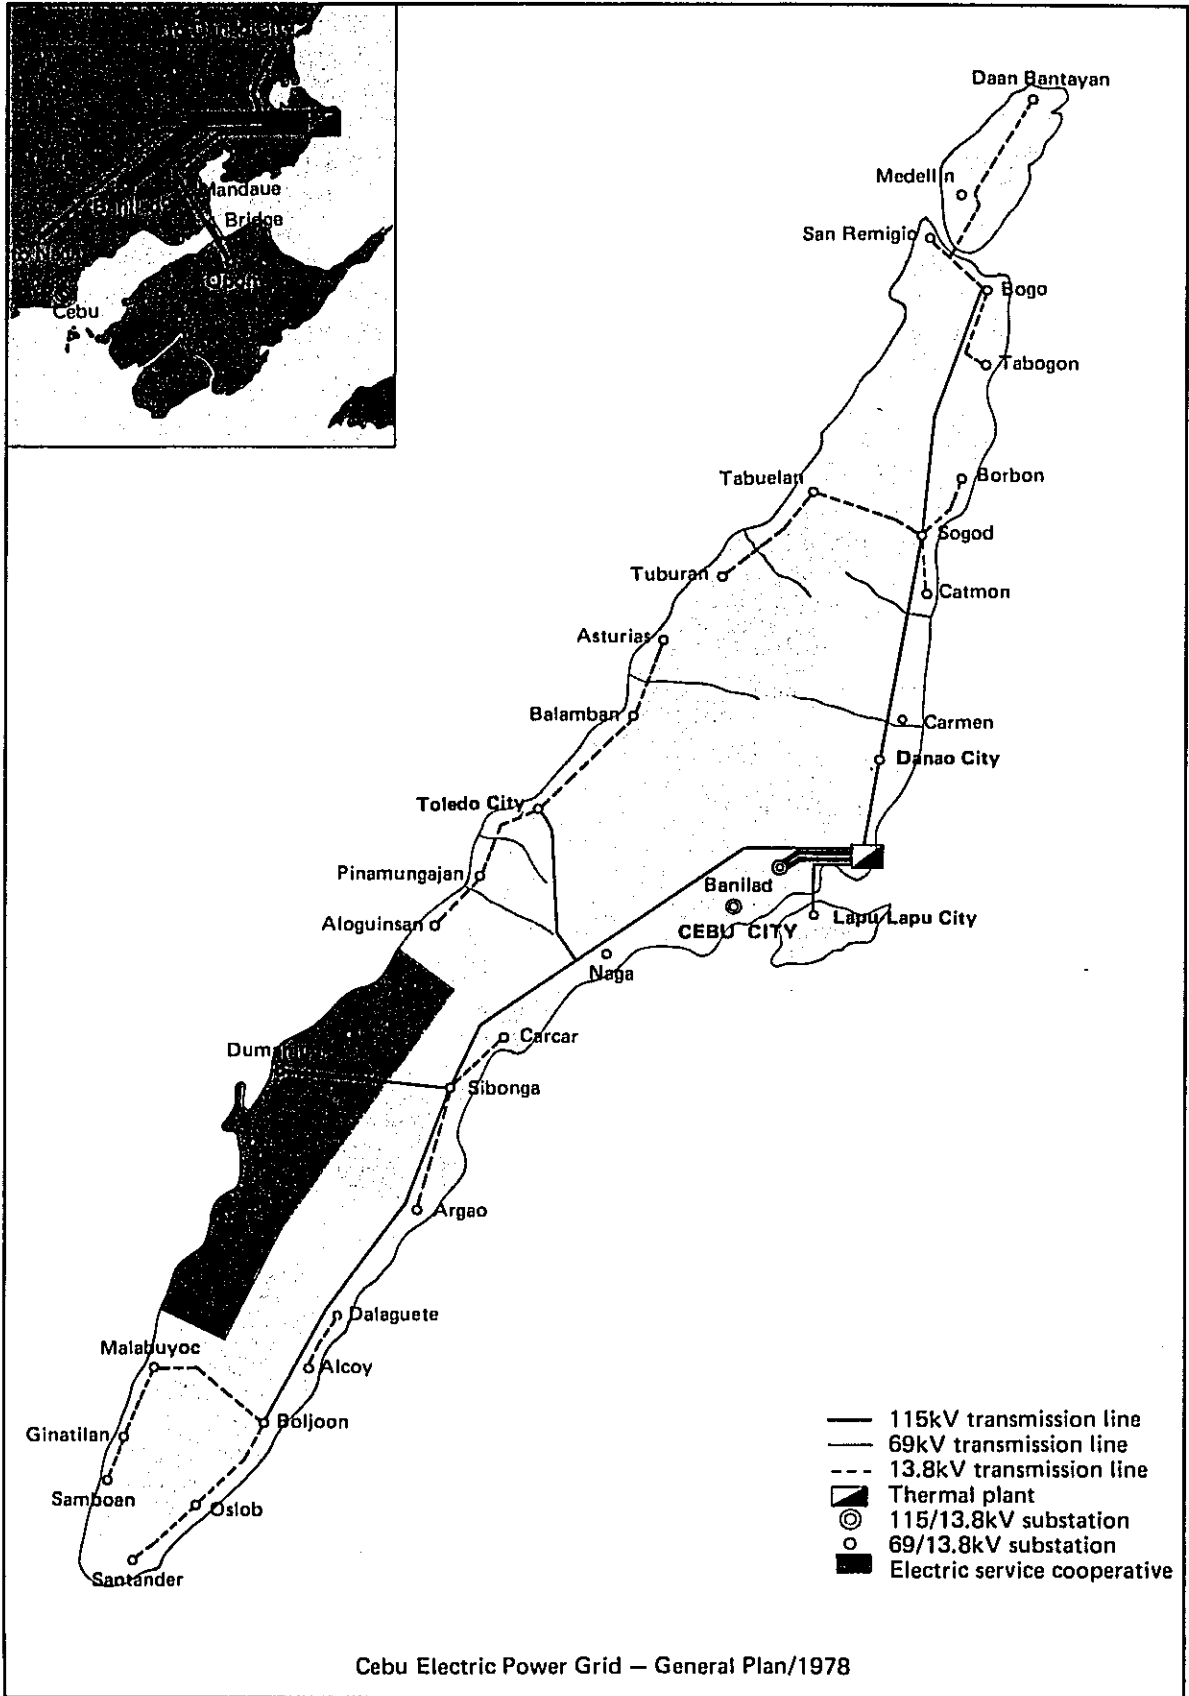 Mandaue
Bridge
Opon
Cebu
Daan Bantayan
Medellin
San Remigio
Bogo
Tabogon
Tabuelan
Borbon
Sogod
Tuburan
Catmon
Asturias
Balamban
Carmen
Danao City
Toledo City
Pinamungajan
Banilad
Aloguinsan
Lapu Lapu City
CEBU CITY
Naga
Carcar
Sibonga
Argao
Dalaguete
Malabuyoc
Alcoy
Boljoon
Ginatilan
Samboan
Oslob
Santander
115kV transmission line
69kV transmission line
13.8kV transmission line
Thermal plant
115/13.8kV substation
69/13.8kV substation
Electric service cooperative
Cebu Electric Power Grid — General Plan/1978